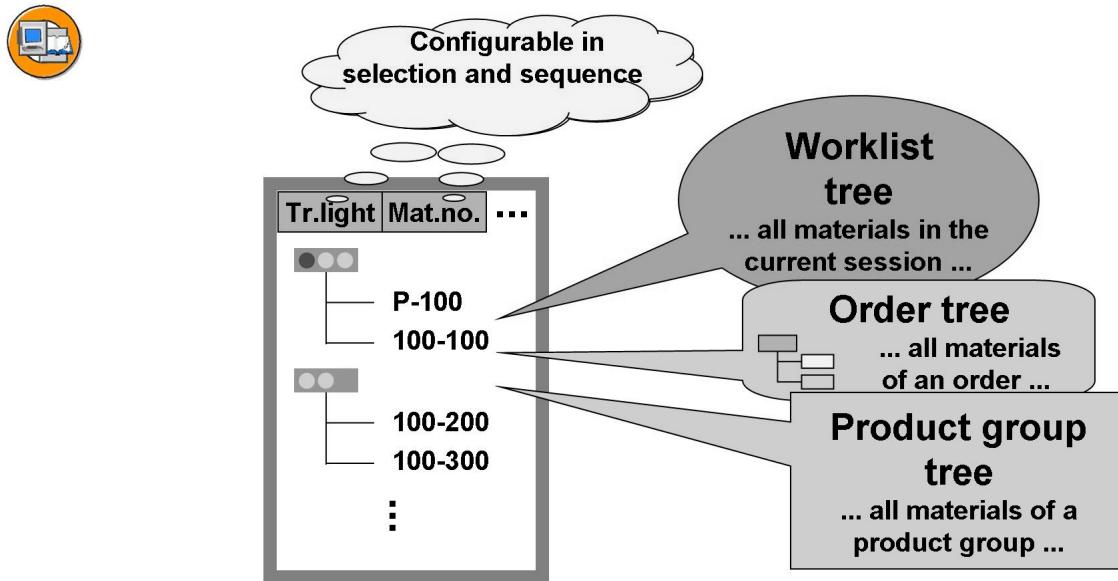 Configurable in
selection and sequence
Tr.light Mat.no. ...
P-100
100-100
100-200
100-300
Worklist
tree
... all materials in the
current session ...
Order tree
... all materials
of an order ...
Product group
tree
... all materials of a
product group ...